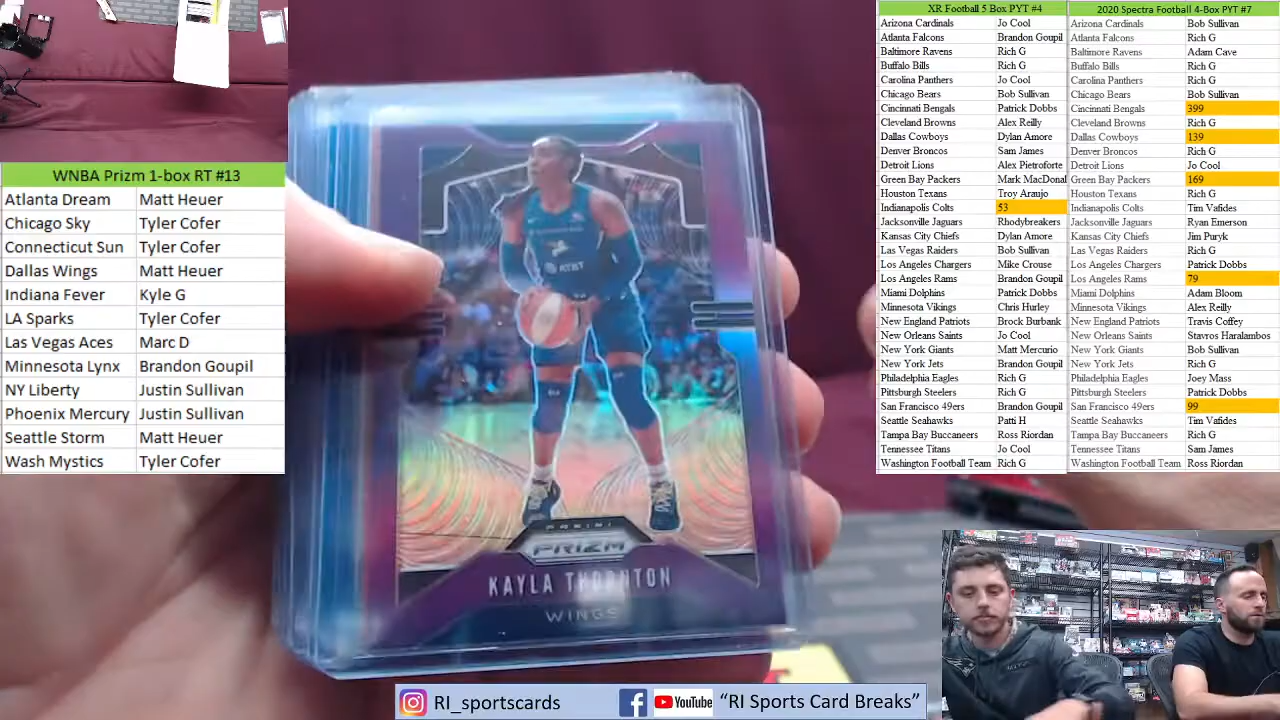 WNBA Prizm 1-box RT #13
Atlanta Dream Matt Heuer
Chicago Sky Tyler Cofer
Connecticut Sun Tyler Cofer
Dallas Wings Matt Heuer
Indiana Fever Kyle G
LA Sparks Tyler Cofer
Las Vegas Aces Marc D
Minnesota Lynx Brandon Goupil
NY Liberty Justin Sullivan
Phoenix Mercury Justin Sullivan
Seattle Storm Matt Heuer
Wash Mystics Tyler Cofer
AT&T
PANINI
PRIZM
KAYLA THORNTON
WINGS
XR Football 5 Box PYT #4
Arizona Cardinals Jo Cool
Atlanta Falcons Brandon Goupil
Baltimore Ravens Rich G
Buffalo Bills Rich G
Carolina Panthers Jo Cool
Chicago Bears Bob Sullivan
Cincinnati Bengals Patrick Dobbs
Cleveland Browns Alex Reilly
Dallas Cowboys Dylan Amore
Denver Broncos Sam James
Detroit Lions Alex Pietroforte
Green Bay Packers Mark MacDonal
Houston Texans Troy Araujo
Indianapolis Colts 53
Jacksonville Jaguars Rhodybreakers
Kansas City Chiefs Dylan Amore
Las Vegas Raiders Bob Sullivan
Los Angeles Chargers Mike Crouse
Los Angeles Rams Brandon Goupil
Miami Dolphins Patrick Dobbs
Minnesota Vikings Chris Hurley
New England Patriots Brock Burbank
New Orleans Saints Jo Cool
New York Giants Matt Mercurio
New York Jets Brandon Goupil
Philadelphia Eagles Rich G
Pittsburgh Steelers Rich G
San Francisco 49ers Brandon Goupil
Seattle Seahawks Patti H
Tampa Bay Buccaneers Ross Riordan
Tennessee Titans Jo Cool
Washington Football Team Rich G
2020 Spectra Football 4-Box PYT #7
Arizona Cardinals Bob Sullivan
Atlanta Falcons Rich G
Baltimore Ravens Adam Cave
Buffalo Bills Rich G
Carolina Panthers Rich G
Chicago Bears Bob Sullivan
Cincinnati Bengals 399
Cleveland Browns Rich G
Dallas Cowboys 139
Denver Broncos Rich G
Detroit Lions Jo Cool
Green Bay Packers 169
Houston Texans Rich G
Indianapolis Colts Tim Vafides
Jacksonville Jaguars Ryan Emerson
Kansas City Chiefs Jim Puryk
Las Vegas Raiders Rich G
Los Angeles Chargers Patrick Dobbs
Los Angeles Rams 79
Miami Dolphins Adam Bloom
Minnesota Vikings Alex Reilly
New England Patriots Travis Coffey
New Orleans Saints Stavros Haralambos
New York Giants Bob Sullivan
New York Jets Rich G
Philadelphia Eagles Joey Mass
Pittsburgh Steelers Patrick Dobbs
San Francisco 49ers 99
Seattle Seahawks Tim Vafides
Tampa Bay Buccaneers Rich G
Tennessee Titans Sam James
Washington Football Team Ross Riordan
RI_sportscards YouTube "RI Sports Card Breaks"